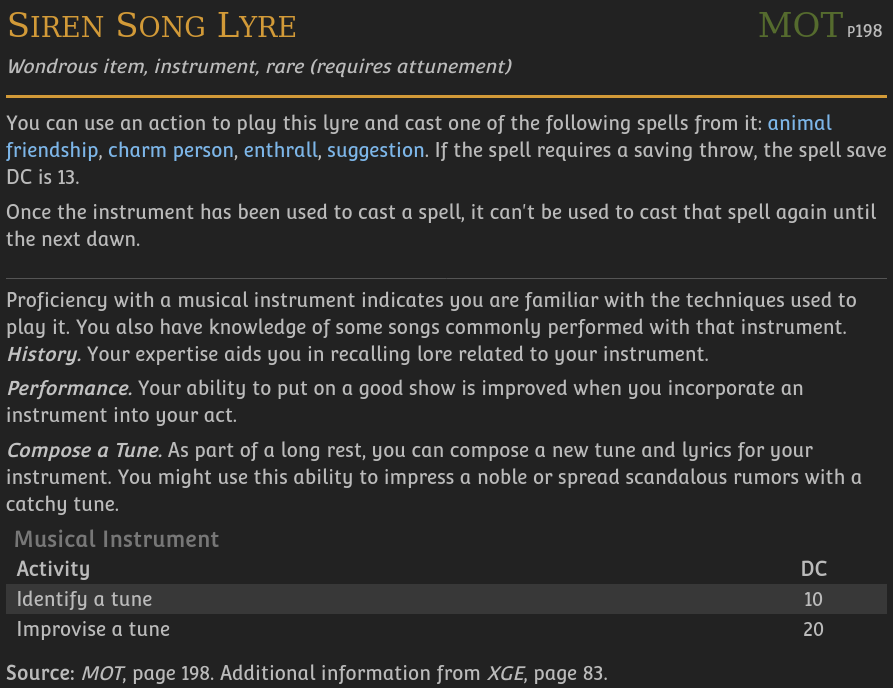 Siren Song Lyre MOT p198
Wondrous item, instrument, rare (requires attunement)
You can use an action to play this lyre and cast one of the following spells from it: animal
friendship, charm person, enthrall, suggestion. If the spell requires a saving throw, the spell save
DC is 13.
Once the instrument has been used to cast a spell, it can't be used to cast that spell again until
the next dawn.
Proficiency with a musical instrument indicates you are familiar with the techniques used to
play it. You also have knowledge of some songs commonly performed with that instrument.
History. Your expertise aids you in recalling lore related to your instrument.
Performance. Your ability to put on a good show is improved when you incorporate an
instrument into your act.
Compose a Tune. As part of a long rest, you can compose a new tune and lyrics for your
instrument. You might use this ability to impress a noble or spread scandalous rumors with a
catchy tune.
Musical Instrument
Activity DC
Identify a tune 10
Improvise a tune 20
Source: MOT, page 198. Additional information from XGE, page 83.